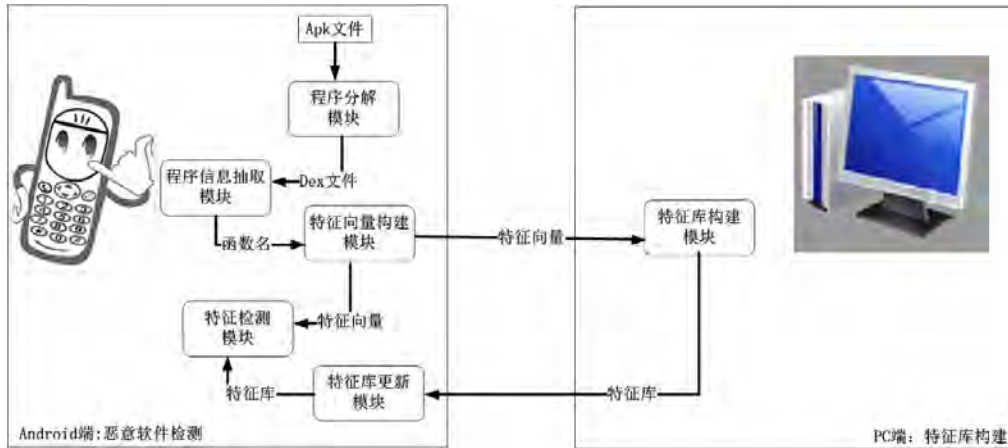 Apk文件
程序分解
模块
Dex文件
程序信息抽取
模块
函数名
特征向量构建
模块
特征向量
特征库构建
模块
特征向量
特征检测
模块
特征库
特征库更新
模块
特征库
Android端:恶意软件检测
PC端: 特征库构建